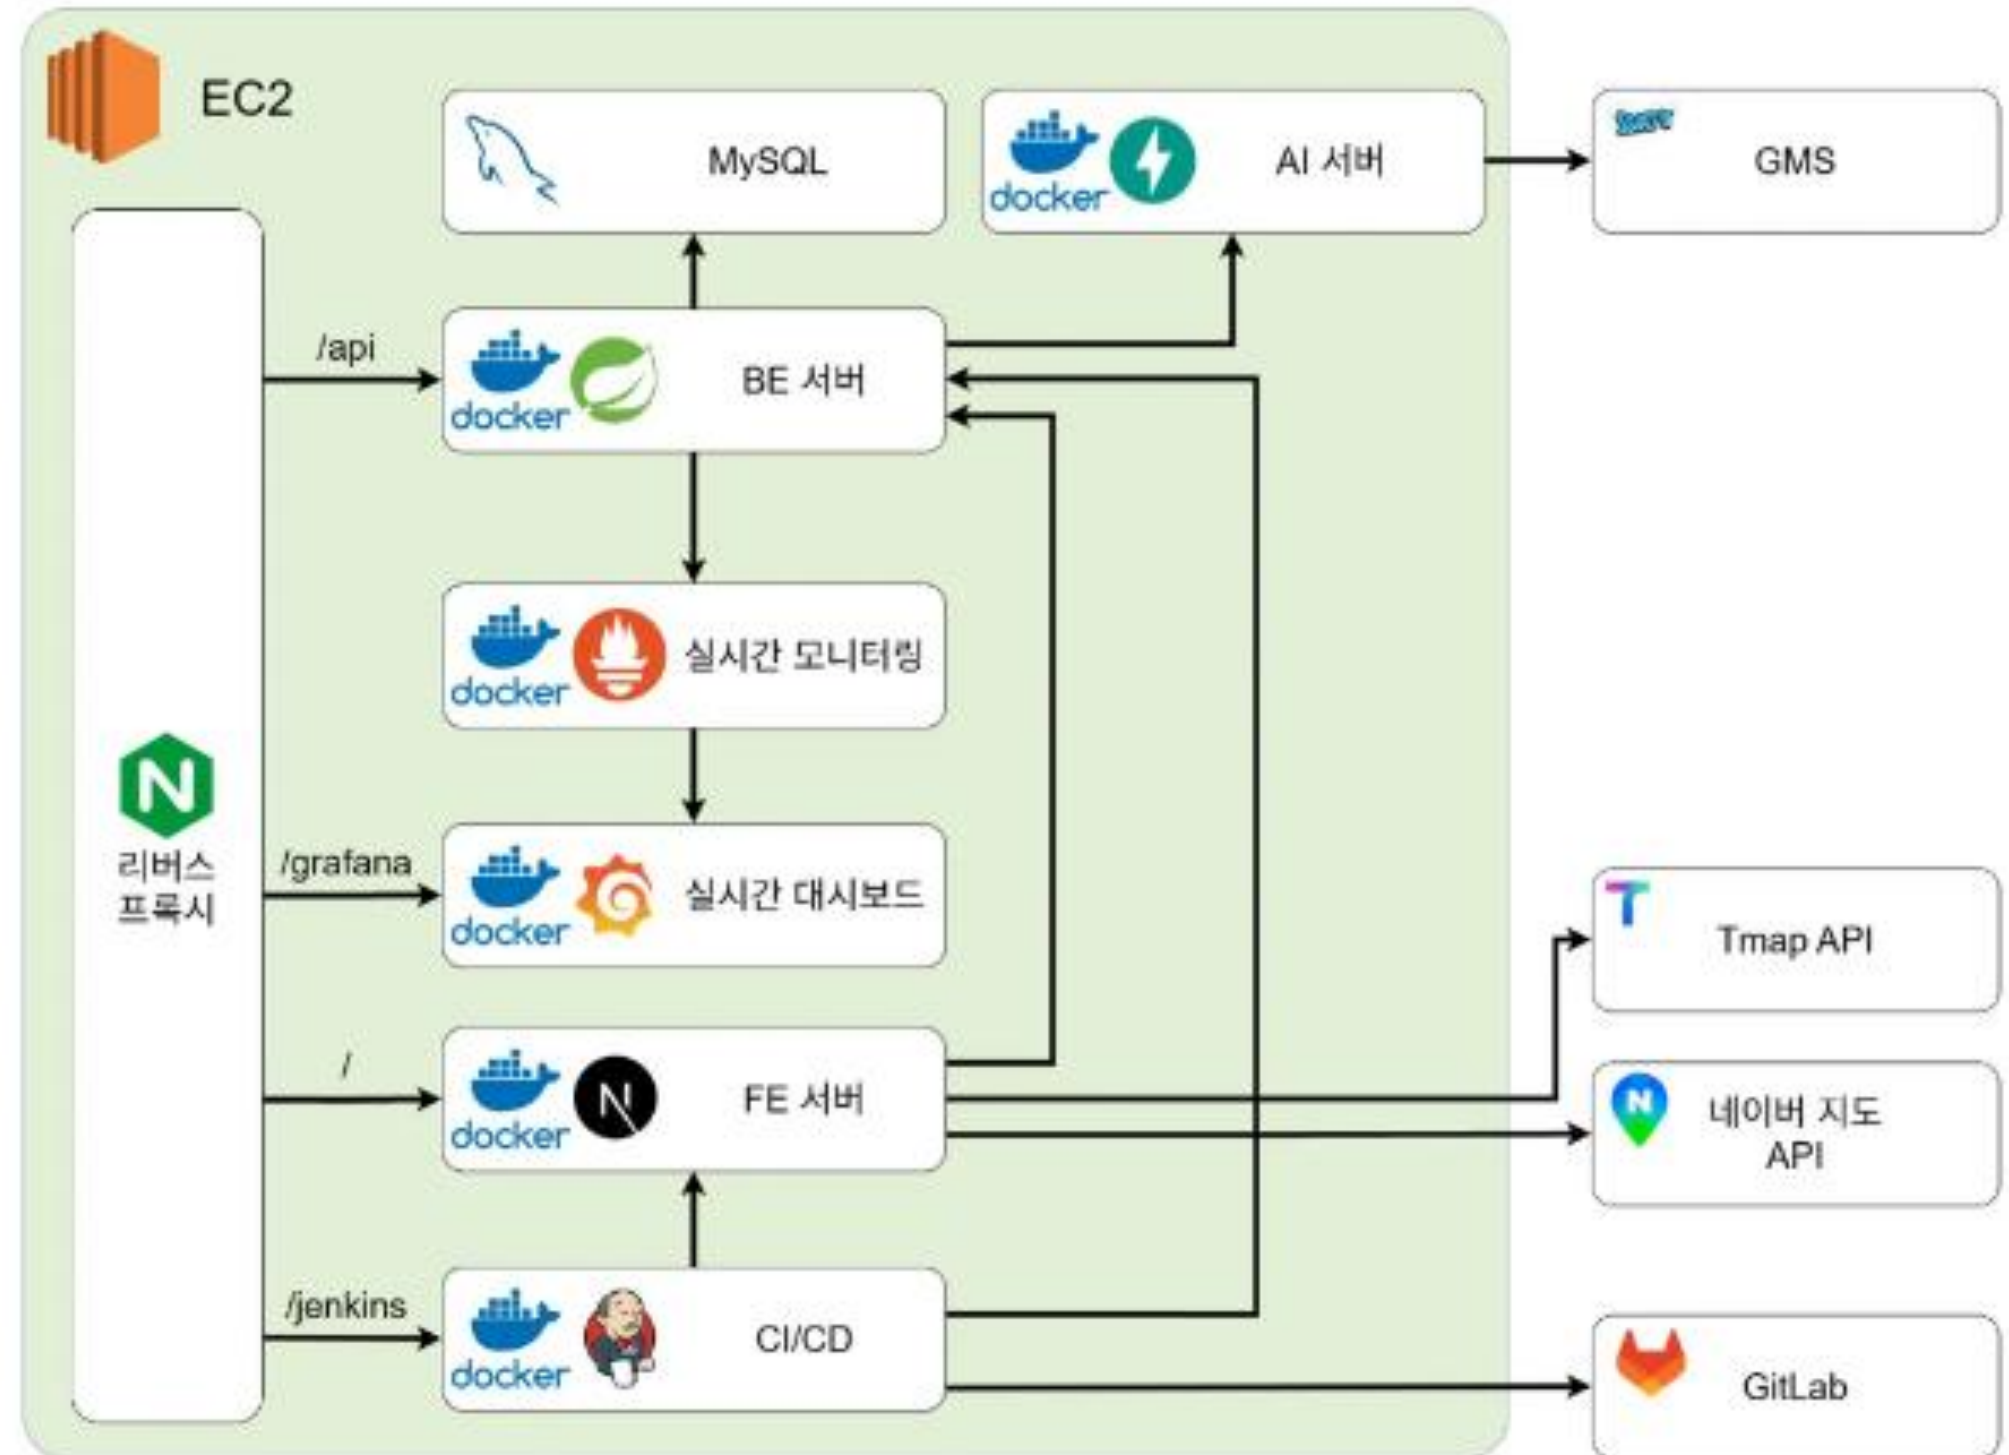 EC2
MySQL
docker
AI 서버
GMS
/api
docker
BE 서버
docker
실시간 모니터링
리버스
프록시
/grafana
docker
실시간 대시보드
Tmap API
/
docker
FE 서버
네이버 지도
API
/jenkins
docker
CI/CD
GitLab